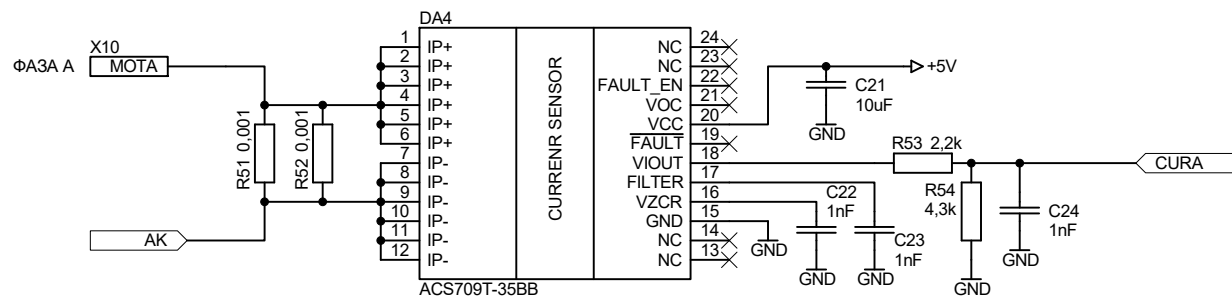 DA4
X10
ФАЗА А
MOTA
R51 0,001
R52 0,001
AK
1 IP+
2 IP+
3 IP+
4 IP+
5 IP+
6 IP+
7 IP-
8 IP-
9 IP-
10 IP-
11 IP-
12 IP-
CURRENR SENSOR
NC 24
NC 23
FAULT_EN 22
VOC 21
VCC 20
FAULT 19
VIOUT 18
FILTER 17
VZCR 16
GND 15
NC 14
NC 13
ACS709T-35BB
+5V
C21
10uF
GND
R53 2,2k
CURA
R54
4,3k
C22
1nF
C23
1nF
C24
1nF
GND
GND
GND
GND
GND